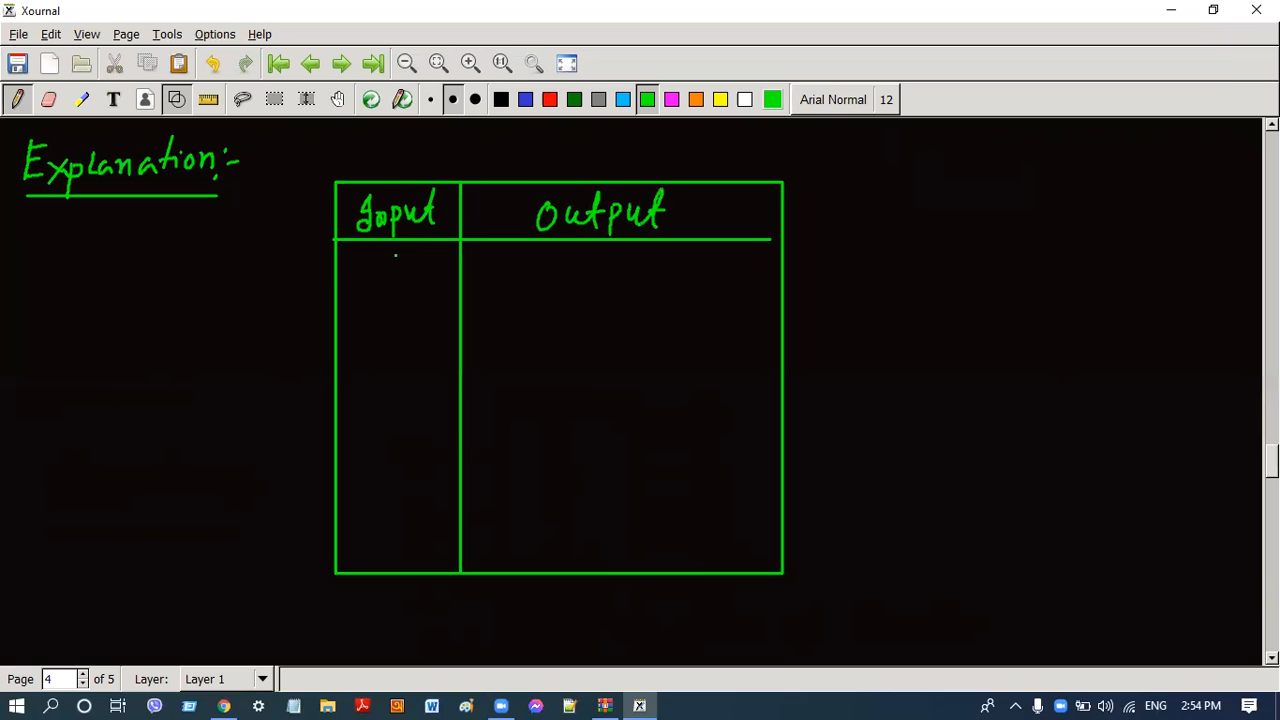 Xournal
File Edit View Page Tools Options Help
Arial Normal 12
Explanation:-
Input Output
Page 4 of 5 Layer: Layer 1
ENG 2:54 PM